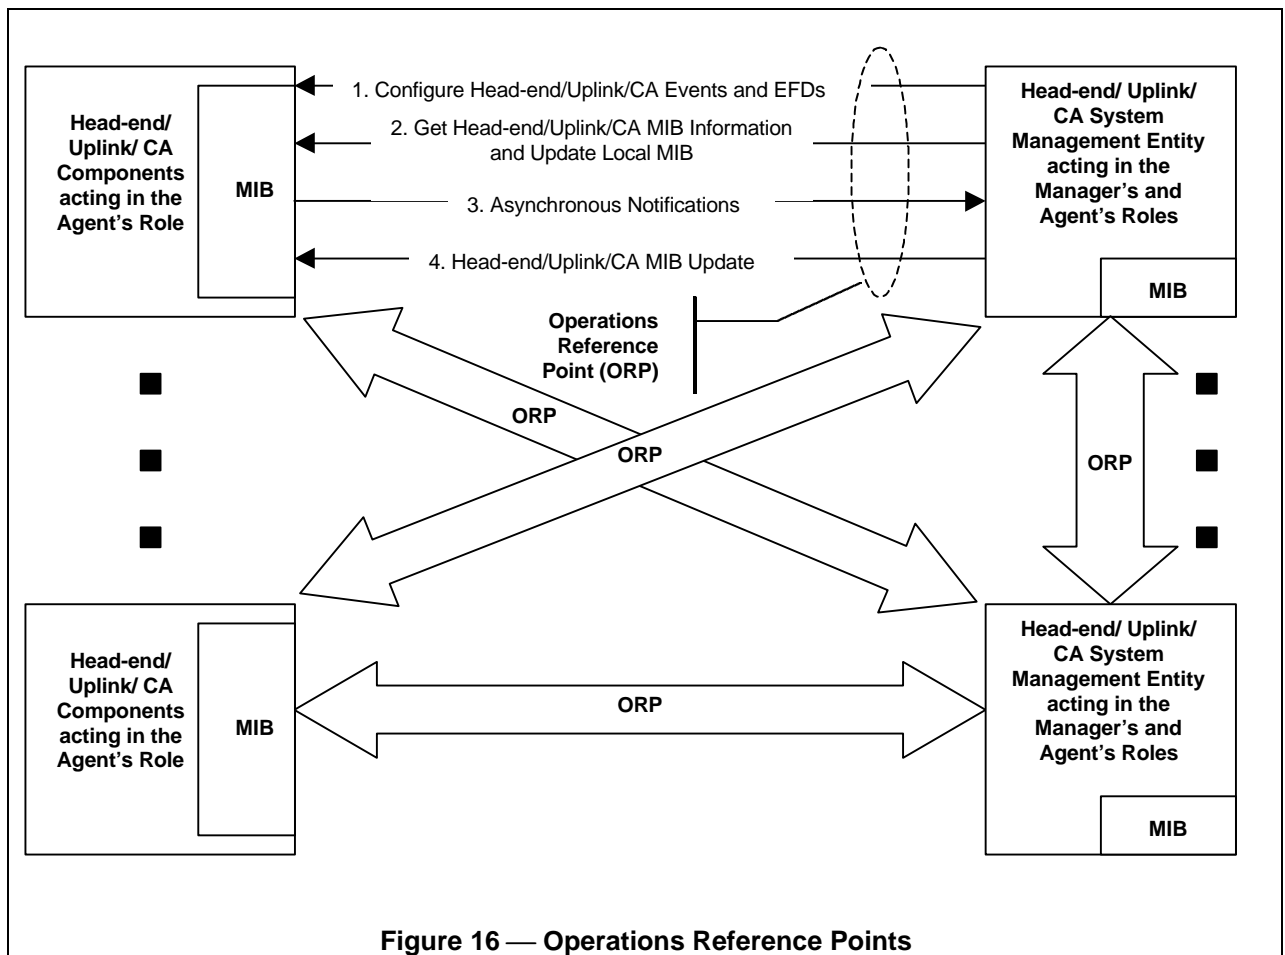 Head-end/
Uplink/ CA
Components
acting in the
Agent's Role
MIB
1. Configure Head-end/Uplink/CA Events and EFDs
2. Get Head-end/Uplink/CA MIB Information
and Update Local MIB
3. Asynchronous Notifications
4. Head-end/Uplink/CA MIB Update
Head-end/ Uplink/
CA System
Management Entity
acting in the
Manager's and
Agent's Roles
MIB
Operations
Reference
Point (ORP)
ORP
ORP
ORP
Head-end/
Uplink/ CA
Components
acting in the
Agent's Role
MIB
ORP
Head-end/ Uplink/
CA System
Management Entity
acting in the
Manager's and
Agent's Roles
MIB
Figure 16 — Operations Reference Points